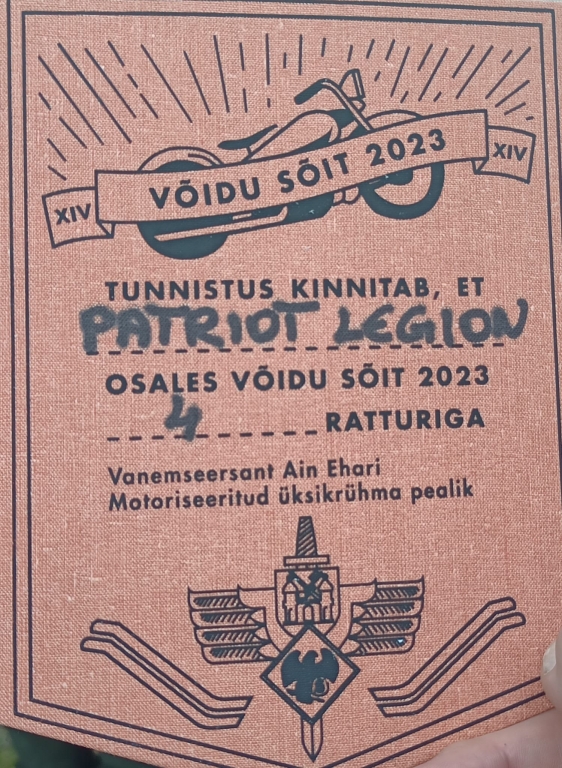 XIV VÕIDU SÕIT 2023 XIV
TUNNISTUS KINNITAB, ET
PATRIOT LEGION
OSALES VÕIDU SÕIT 2023
4 RATTURIGA
Vanemseersant Ain Ehari
Motoriseeritud üksikrühma pealik